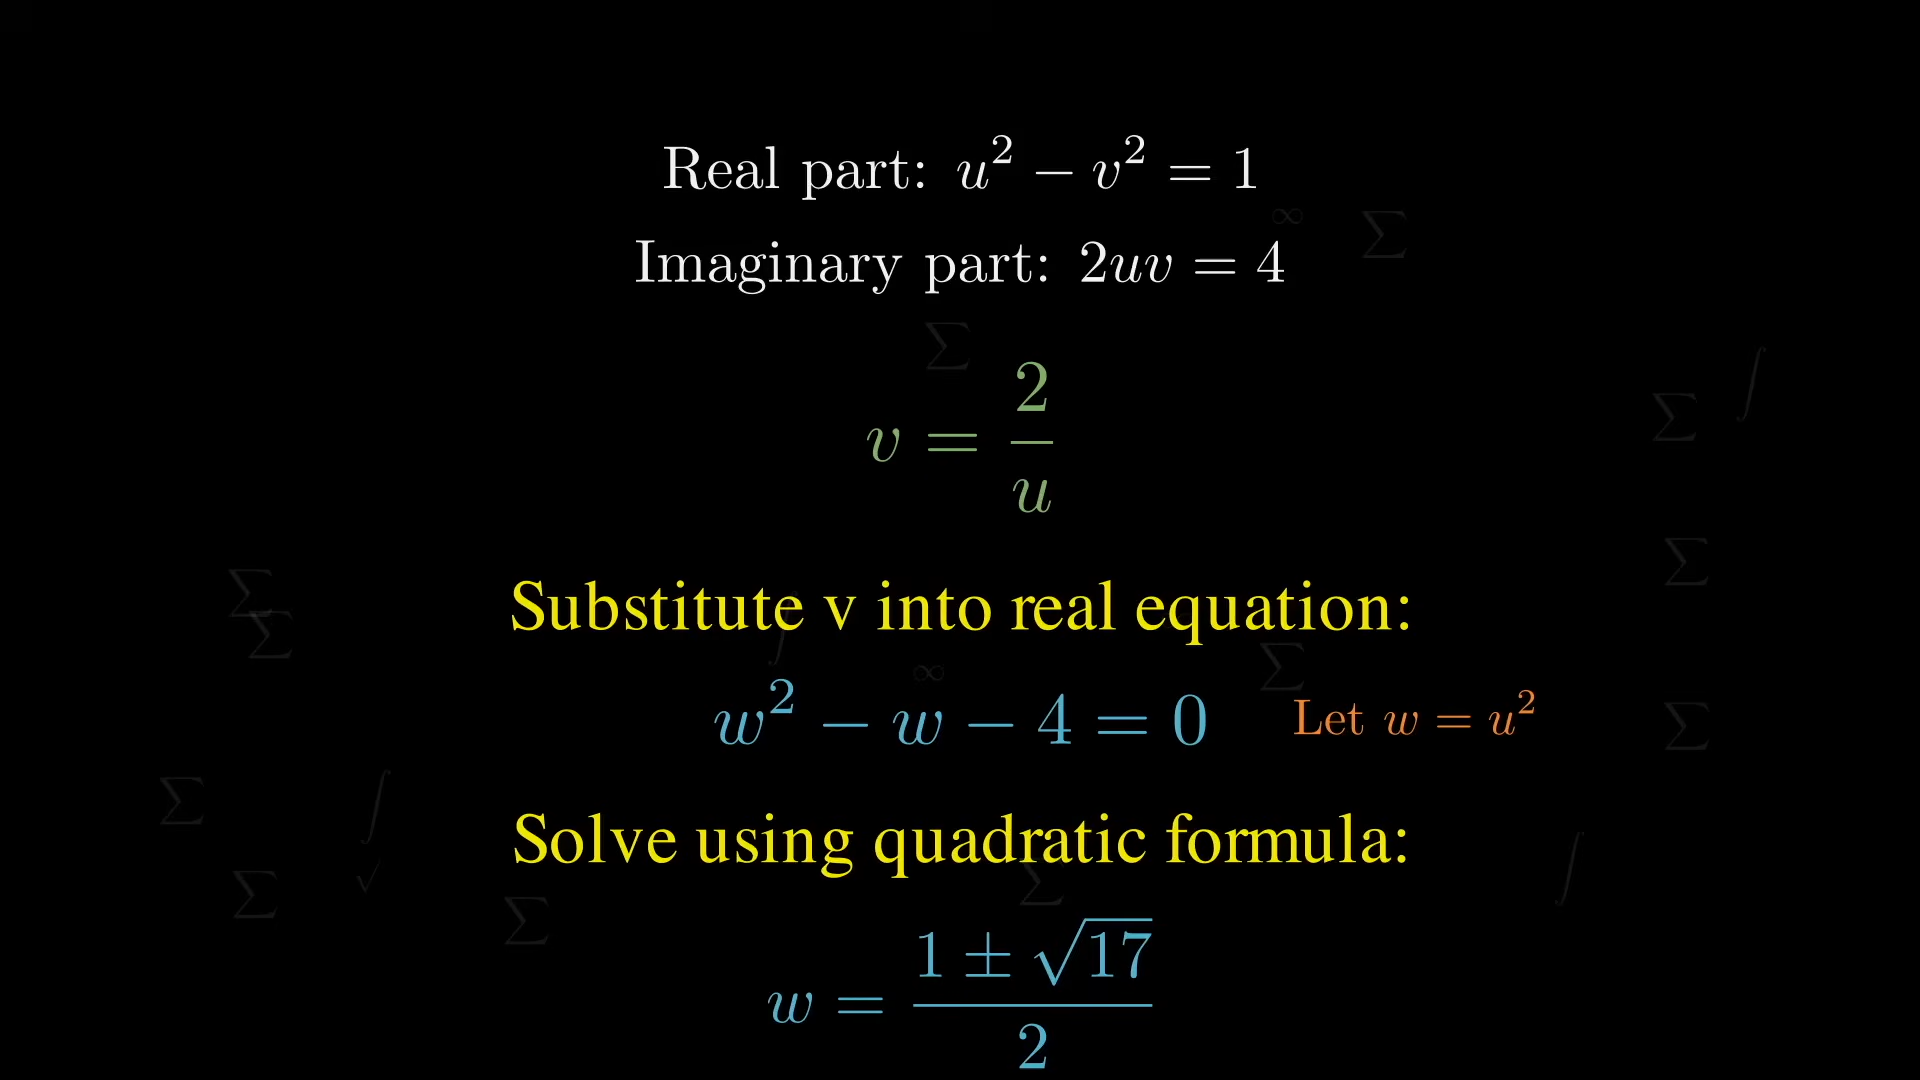 Real part: u² − v² = 1
Imaginary part: 2uv = 4
v = 2/u
Substitute v into real equation:
w² − w − 4 = 0 Let w = u²
Solve using quadratic formula:
w = (1 ± √17)/2